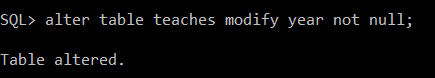 SQL> alter table teaches modify year not null;
Table altered.